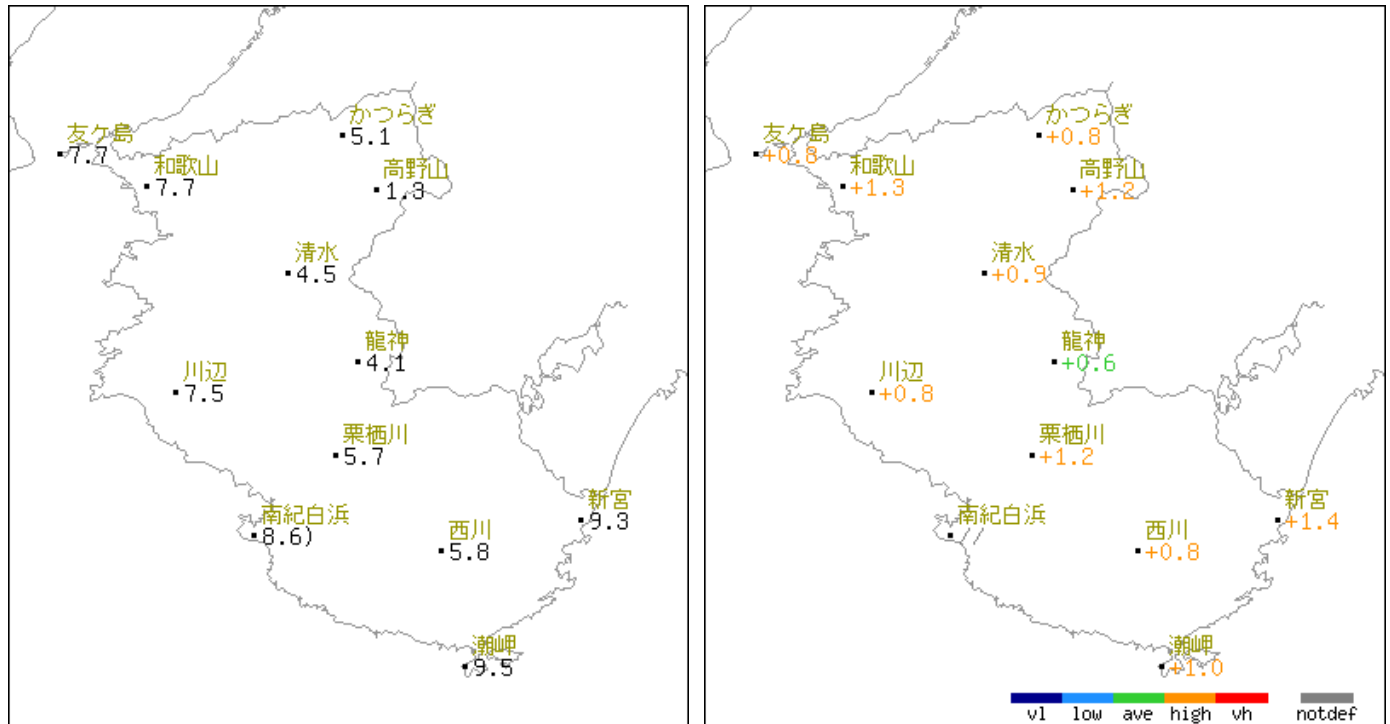 かつらぎ
5.1
友ケ島
7.7
和歌山
7.7
高野山
1.3
清水
4.5
龍神
4.1
川辺
7.5
栗栖川
5.7
新宮
9.3
南紀白浜
8.6)
西川
5.8
潮岬
9.5
かつらぎ
+0.8
友ケ島
+0.8
和歌山
+1.3
高野山
+1.2
清水
+0.9
龍神
+0.6
川辺
+0.8
栗栖川
+1.2
新宮
+1.4
南紀白浜
//
西川
+0.8
潮岬
+1.0
vl low ave high vh notdef